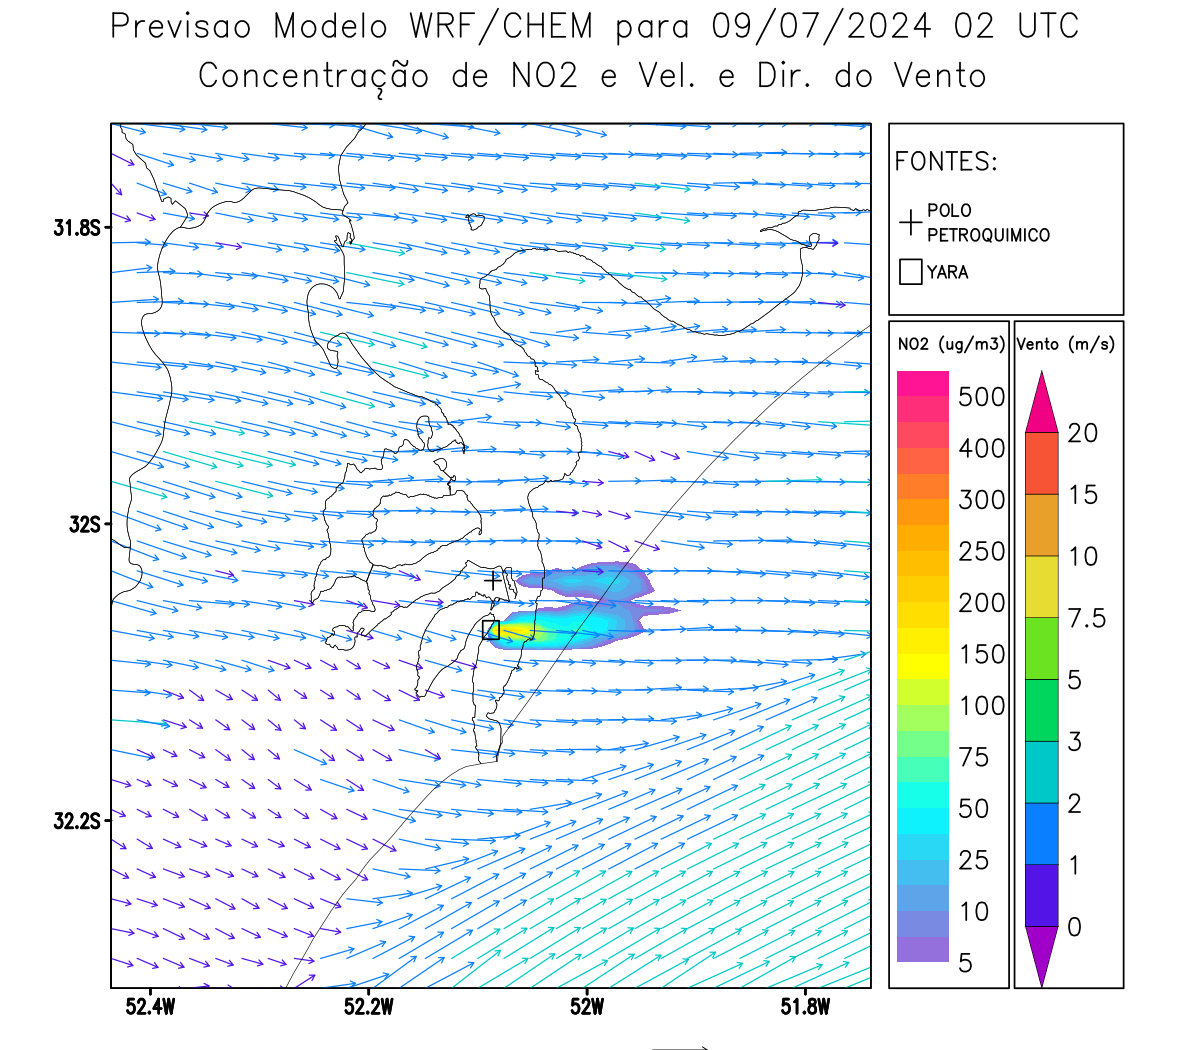 Previsao Modelo WRF/CHEM para 09/07/2024 02 UTC
Concentração de NO2 e Vel. e Dir. do Vento
FONTES:
POLO
PETROQUIMICO
YARA
NO2 (ug/m3)
500
400
300
250
200
150
100
75
50
25
10
5
Vento (m/s)
20
15
10
7.5
5
3
2
1
0
31.8S
32S
32.2S
52.4W
52.2W
52W
51.8W